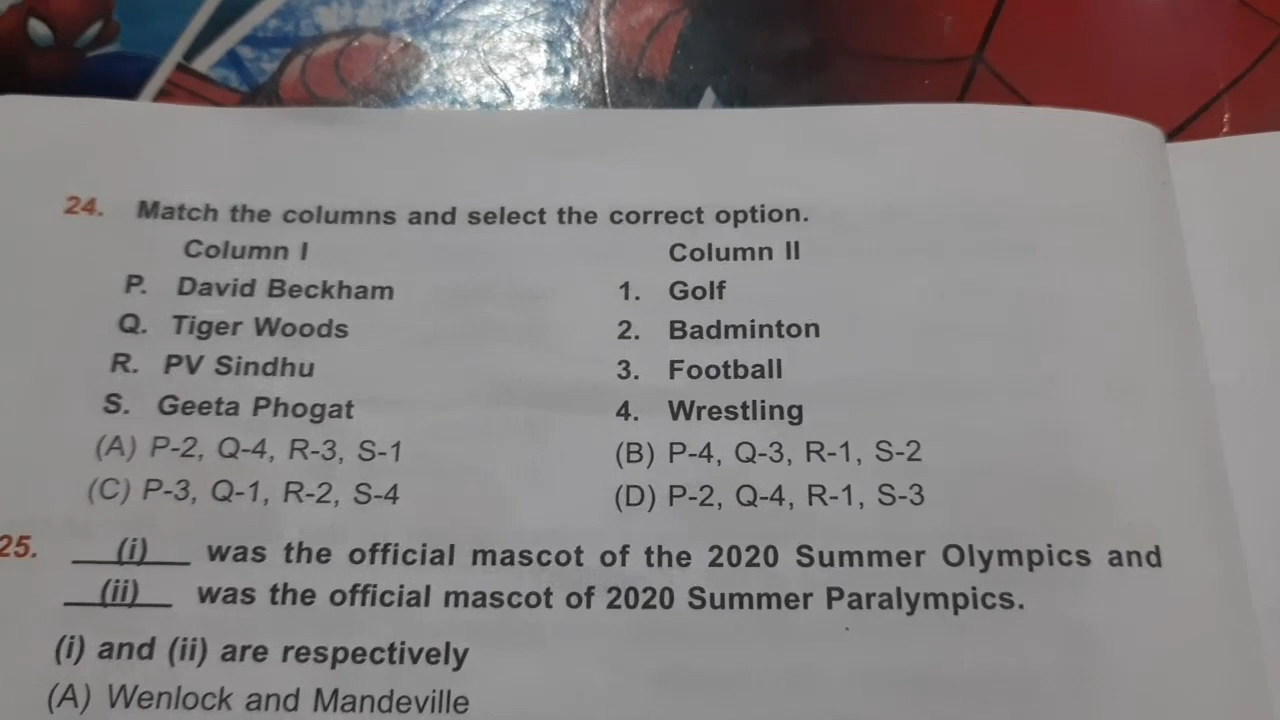 24. Match the columns and select the correct option.
Column I Column II
P. David Beckham 1. Golf
Q. Tiger Woods 2. Badminton
R. PV Sindhu 3. Football
S. Geeta Phogat 4. Wrestling
(A) P-2, Q-4, R-3, S-1 (B) P-4, Q-3, R-1, S-2
(C) P-3, Q-1, R-2, S-4 (D) P-2, Q-4, R-1, S-3
25. (i) was the official mascot of the 2020 Summer Olympics and
(ii) was the official mascot of 2020 Summer Paralympics.
(i) and (ii) are respectively
(A) Wenlock and Mandeville